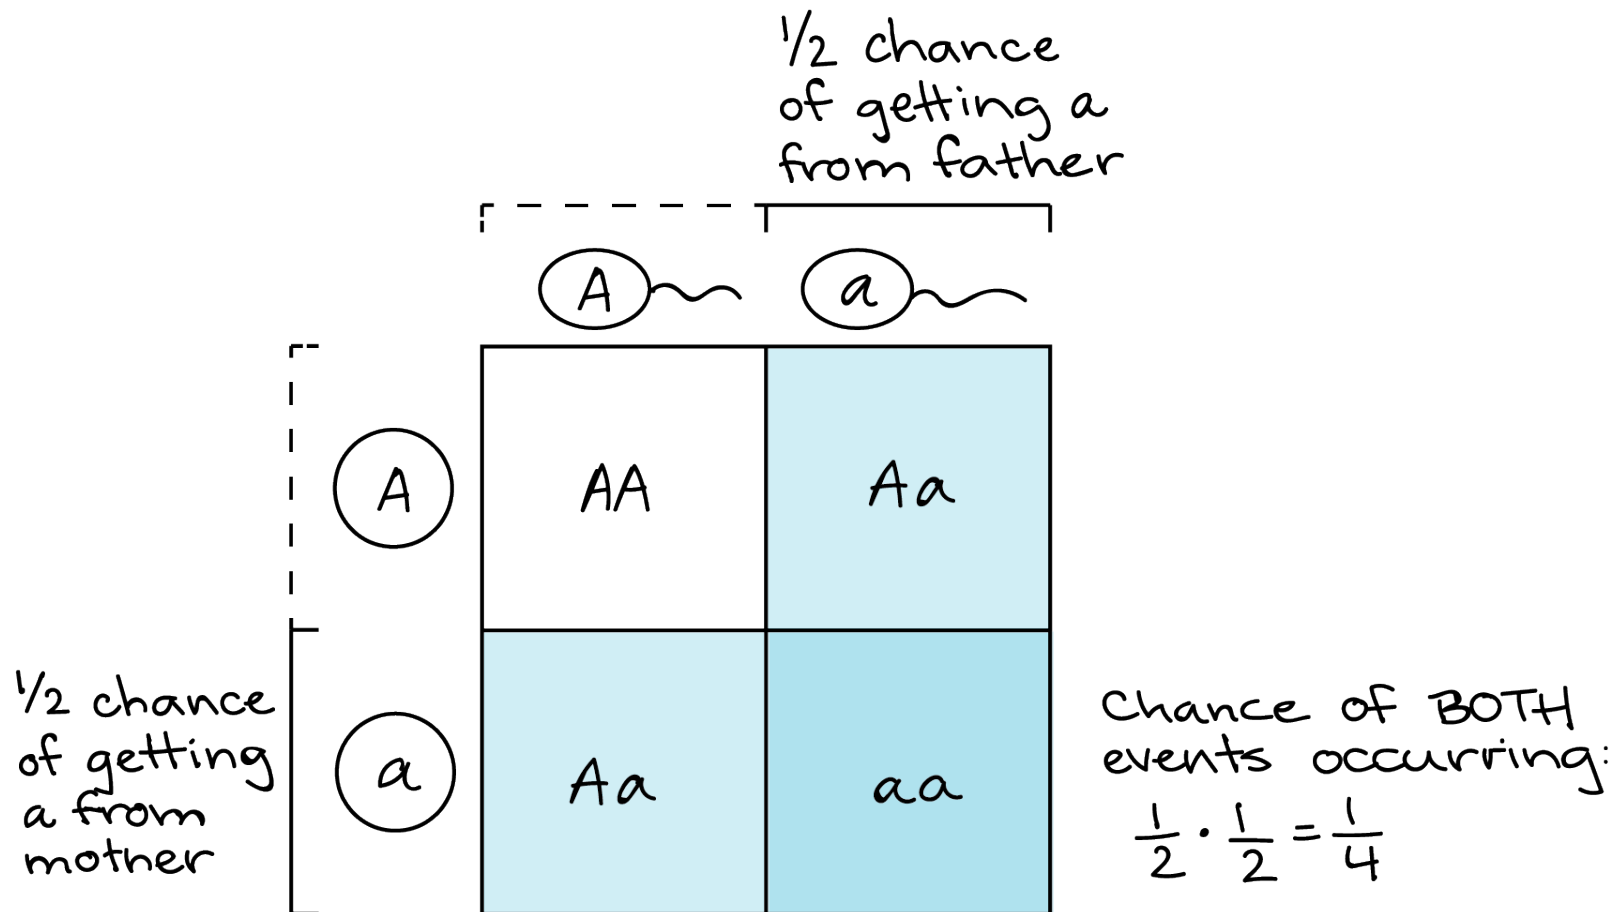 1/2 chance
of getting a
from father
A
a
A
AA
Aa
1/2 chance
of getting
a from
mother
a
Aa
aa
Chance of BOTH
events occurring:
1/2 · 1/2 = 1/4